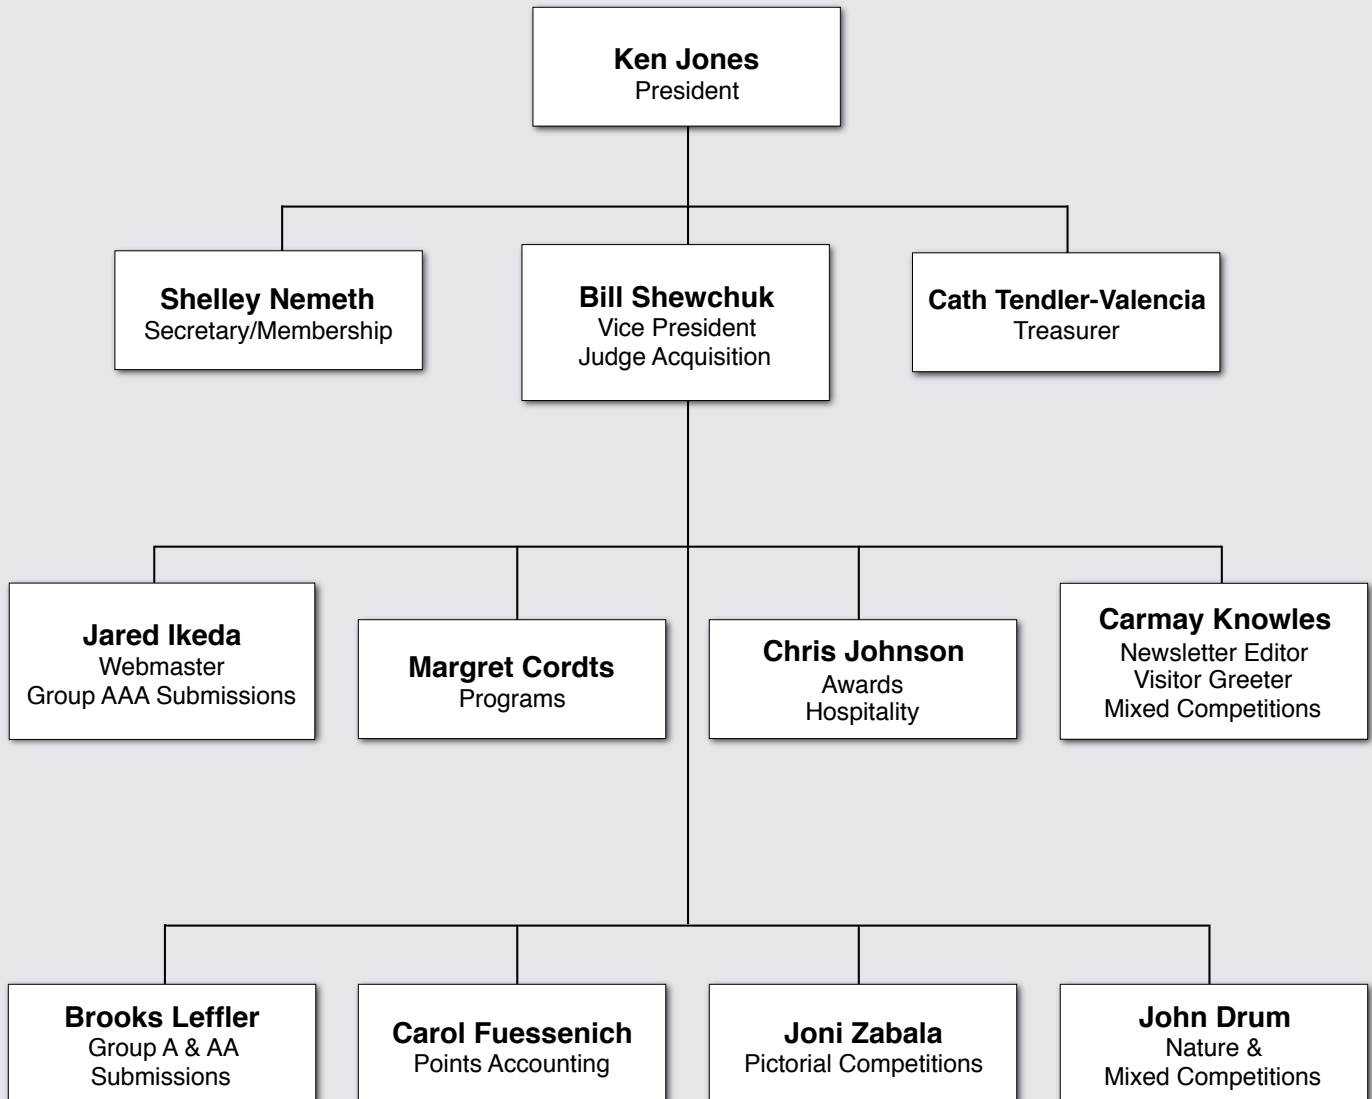 Ken Jones
President
Shelley Nemeth
Secretary/Membership
Bill Shewchuk
Vice President
Judge Acquisition
Cath Tendler-Valencia
Treasurer
Jared Ikeda
Webmaster
Group AAA Submissions
Margret Cordts
Programs
Chris Johnson
Awards
Hospitality
Carmay Knowles
Newsletter Editor
Visitor Greeter
Mixed Competitions
Brooks Leffler
Group A & AA
Submissions
Carol Fuessenich
Points Accounting
Joni Zabala
Pictorial Competitions
John Drum
Nature &
Mixed Competitions